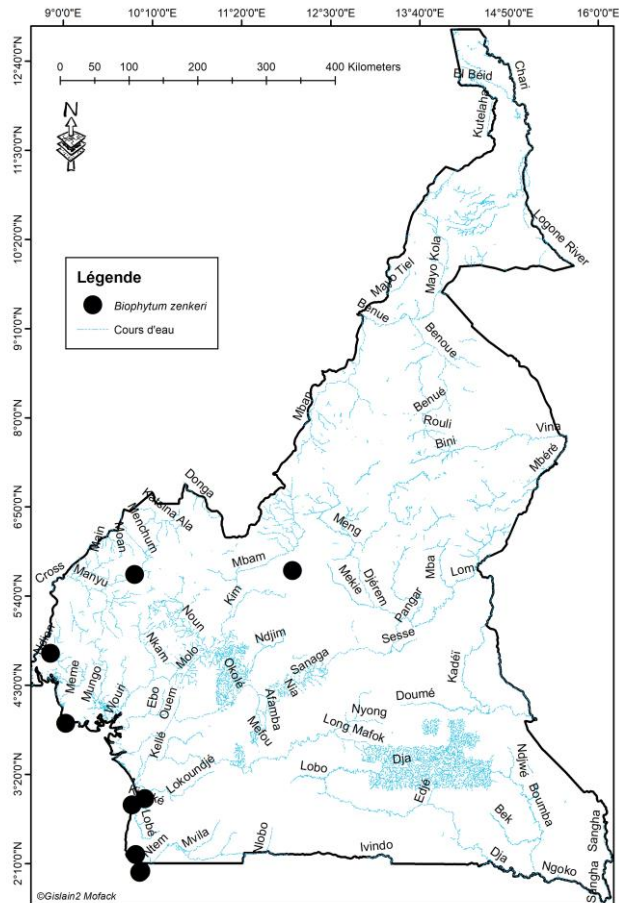 9°0'0"E 10°10'0"E 11°20'0"E 12°30'0"E 13°40'0"E 14°50'0"E 16°0'0"E
0 50 100 200 300 400 Kilometers
N
12°40'0"N
11°30'0"N
10°20'0"N
9°10'0"N
8°0'0"N
6°50'0"N
5°40'0"N
4°30'0"N
3°20'0"N
2°10'0"N
Légende
Biophytum zenkeri
Cours d'eau
El Béid
Chari
Kutelaha
Logone River
Mayo Tiel
Mayo Kola
Benue
Benoue
Benué
Mban
Rouli
Bini
Vina
Mbéré
Donga
Katsina Ala
Menchum
Moan
Main
Cross
Manyu
Meng
Mbam
Kim
Mekie
Djérem
Pangar
Mba
Lom
Noun
Nkam
Molo
Ndjim
Okolé
Sanaga
Sesse
Kadéï
Meme
Mungo
Woun
Ebo
Ouem
Nia
Afamba
Mefou
Doumé
Nyong
Long Mafok
Kellé
Lokoundjé
Lobo
Dja
Edjé
Ndjwé
Boumba
Bek
Lobé
Ntem
Mvila
Nlobo
Ivindo
Dja
Ngoko
Sangha
Sangha
©Gislain2 Mofack